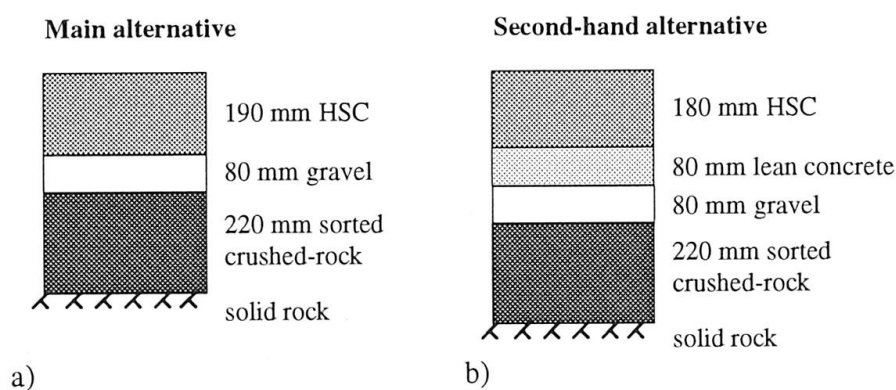 Main alternative
190 mm HSC
80 mm gravel
220 mm sorted
crushed-rock
solid rock
a)
Second-hand alternative
180 mm HSC
80 mm lean concrete
80 mm gravel
220 mm sorted
crushed-rock
solid rock
b)